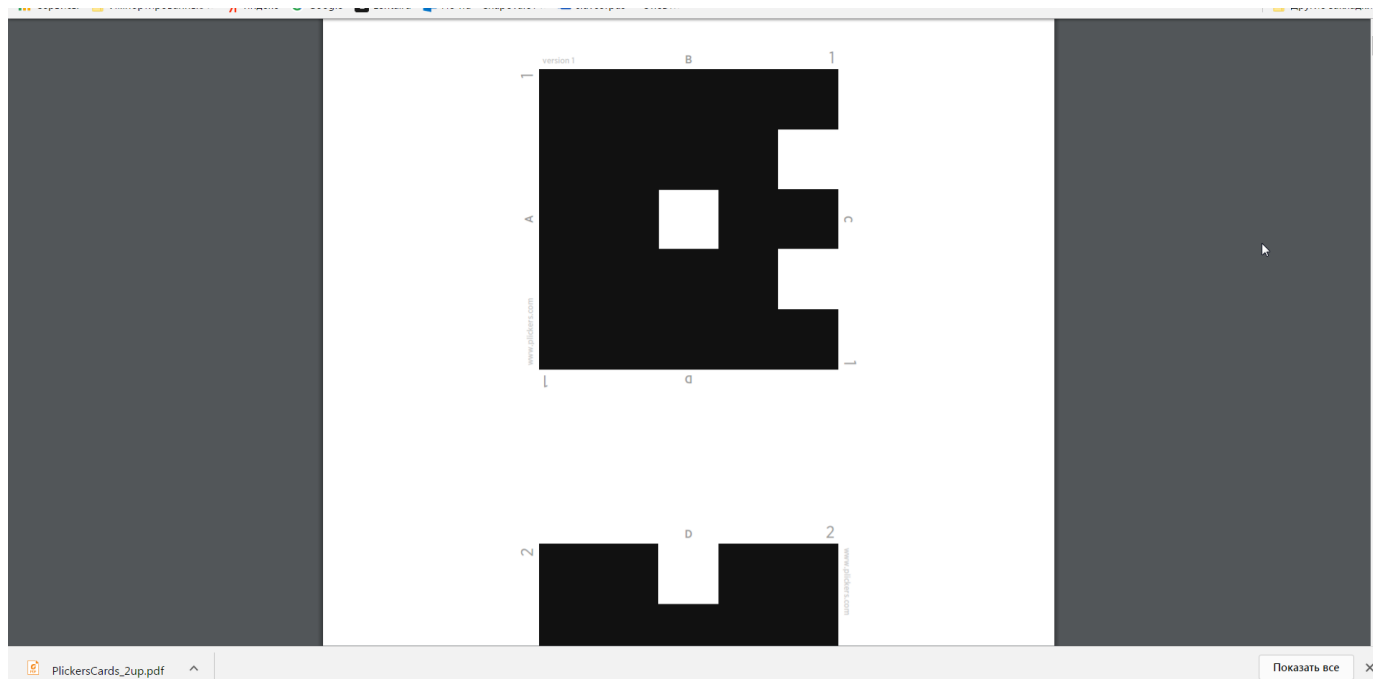 version 1
B
1
1
A
C
www.plickers.com
1
1
D
D
2
2
www.plickers.com
PlickersCards_2up.pdf
Показать все